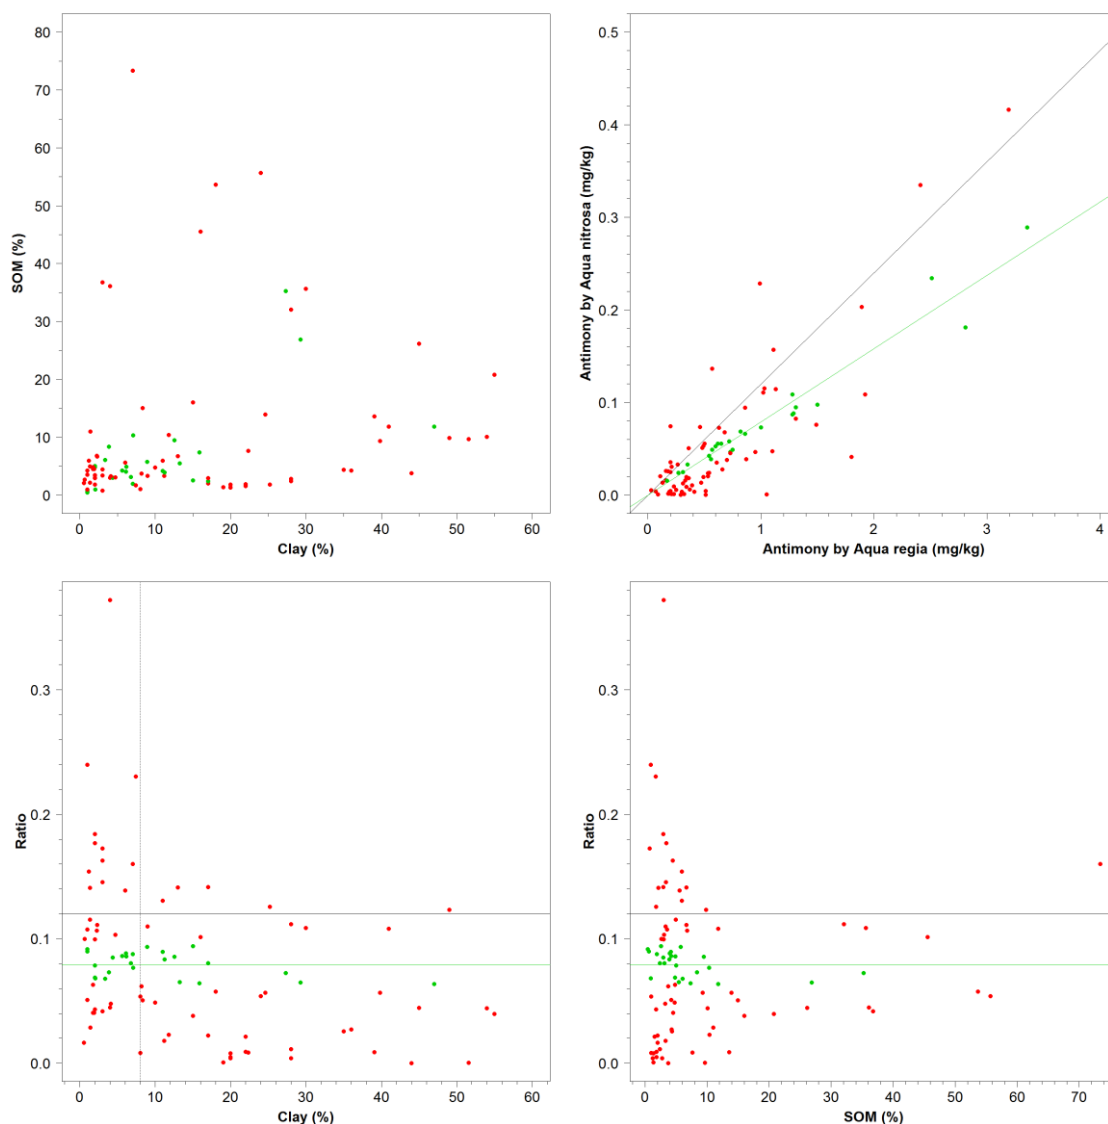 80
70
60
50
40
30
20
10
0
SOM (%)
0 10 20 30 40 50 60
Clay (%)
0.5
0.4
0.3
0.2
0.1
0.0
Antimony by Aqua nitrosa (mg/kg)
0 1 2 3 4
Antimony by Aqua regia (mg/kg)
0.3
0.2
0.1
0.0
Ratio
0 10 20 30 40 50 60
Clay (%)
0.3
0.2
0.1
0.0
Ratio
0 10 20 30 40 50 60 70
SOM (%)